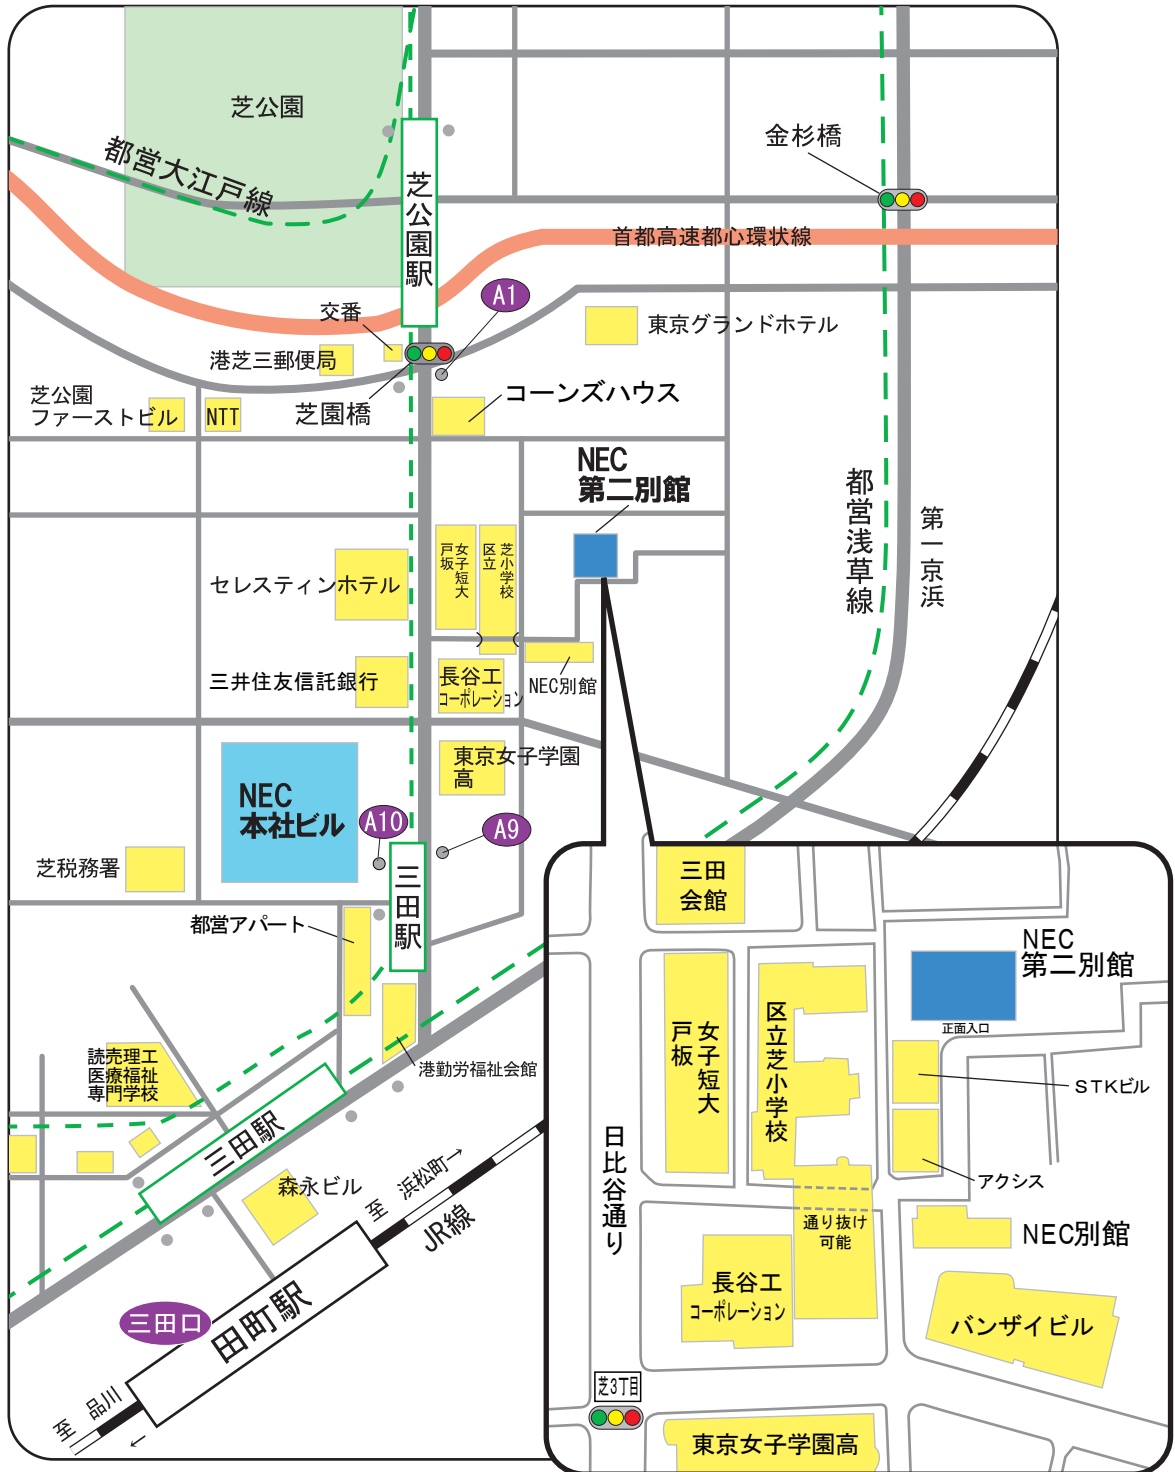 芝公園
都営大江戸線
芝公園駅
金杉橋
首都高速都心環状線
A1
交番
東京グランドホテル
港芝三郵便局
芝公園
ファーストビル
NTT
芝園橋
コーンズハウス
NEC
第二別館
都営浅草線
第一京浜
セレスティンホテル
戸坂
女子短大
区立
芝小学校
三井住友信託銀行
長谷工
コーポレーション
NEC別館
東京女子学園
高
NEC
本社ビル
A10
A9
芝税務署
三田駅
都営アパート
港勤労福祉会館
読売理工
医療福祉
専門学校
三田駅
森永ビル
至 浜松町→
JR線
三田口
田町駅
至 品川
←
三田
会館
NEC
第二別館
正面入口
戸板
女子短大
区立芝小学校
STKビル
アクシス
日比谷通り
通り抜け
可能
NEC別館
長谷工
コーポレーション
バンザイビル
芝3丁目
東京女子学園高